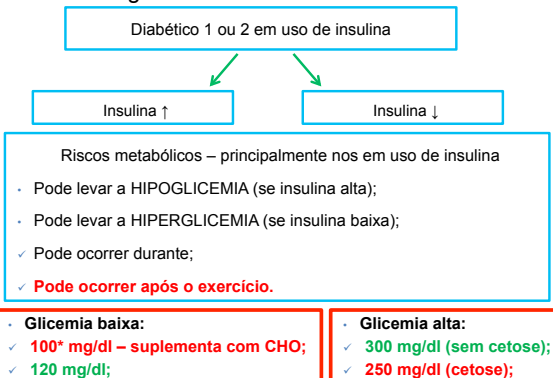 Diabético 1 ou 2 em uso de insulina
Insulina ↑
Insulina ↓
Riscos metabólicos – principalmente nos em uso de insulina
• Pode levar a HIPOGLICEMIA (se insulina alta);
• Pode levar a HIPERGLICEMIA (se insulina baixa);
✓ Pode ocorrer durante;
✓ Pode ocorrer após o exercício.
• Glicemia baixa:
✓ 100* mg/dl – suplementa com CHO;
✓ 120 mg/dl;
• Glicemia alta:
✓ 300 mg/dl (sem cetose);
✓ 250 mg/dl (cetose);